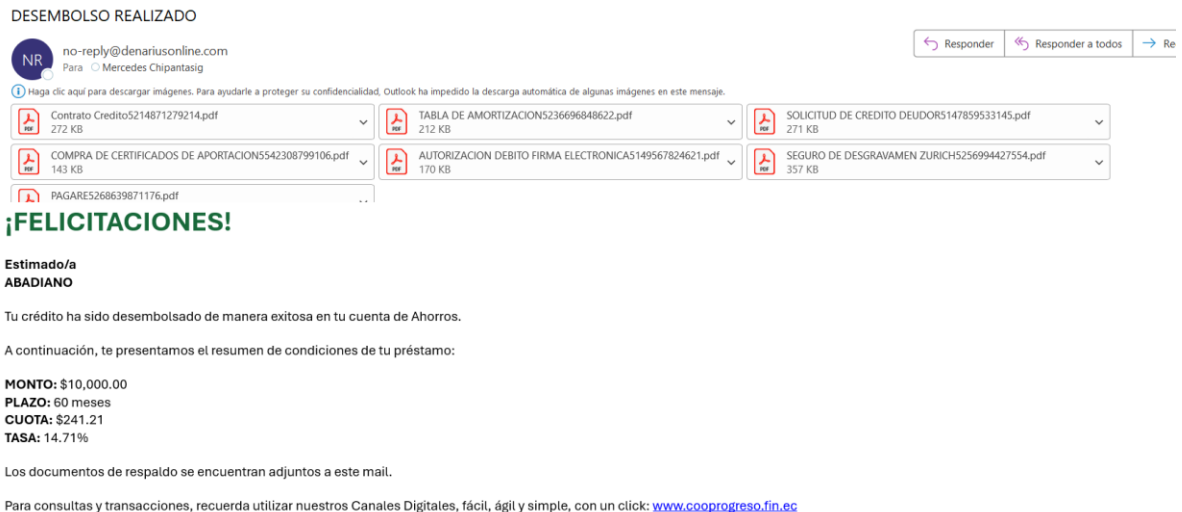 DESEMBOLSO REALIZADO
NR
no-reply@denariusonline.com
Para Mercedes Chipantasig
Responder
Responder a todos
Re
Haga clic aquí para descargar imágenes. Para ayudarle a proteger su confidencialidad, Outlook ha impedido la descarga automática de algunas imágenes en este mensaje.
Contrato Credito5214871279214.pdf
272 KB
TABLA DE AMORTIZACION5236696848622.pdf
212 KB
SOLICITUD DE CREDITO DEUDOR5147859533145.pdf
271 KB
COMPRA DE CERTIFICADOS DE APORTACION5542308799106.pdf
143 KB
AUTORIZACION DEBITO FIRMA ELECTRONICA5149567824621.pdf
170 KB
SEGURO DE DESGRAVAMEN ZURICH5256994427554.pdf
357 KB
PAGARE5268639871176.pdf
¡FELICITACIONES!
Estimado/a
ABADIANO
Tu crédito ha sido desembolsado de manera exitosa en tu cuenta de Ahorros.
A continuación, te presentamos el resumen de condiciones de tu préstamo:
MONTO: $10,000.00
PLAZO: 60 meses
CUOTA: $241.21
TASA: 14.71%
Los documentos de respaldo se encuentran adjuntos a este mail.
Para consultas y transacciones, recuerda utilizar nuestros Canales Digitales, fácil, ágil y simple, con un click: www.cooprogreso.fin.ec